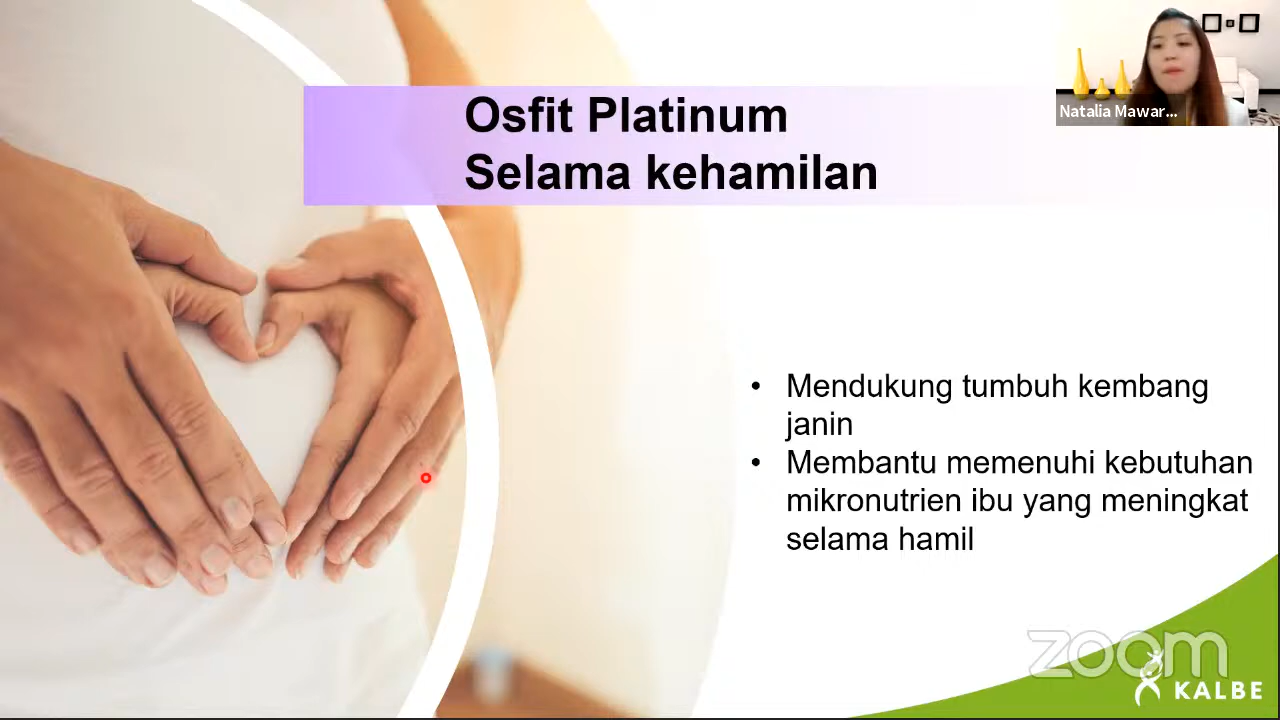 Osfit Platinum
Selama kehamilan
Natalia Mawar...
• Mendukung tumbuh kembang
janin
• Membantu memenuhi kebutuhan
mikronutrien ibu yang meningkat
selama hamil
zoom
KALBE